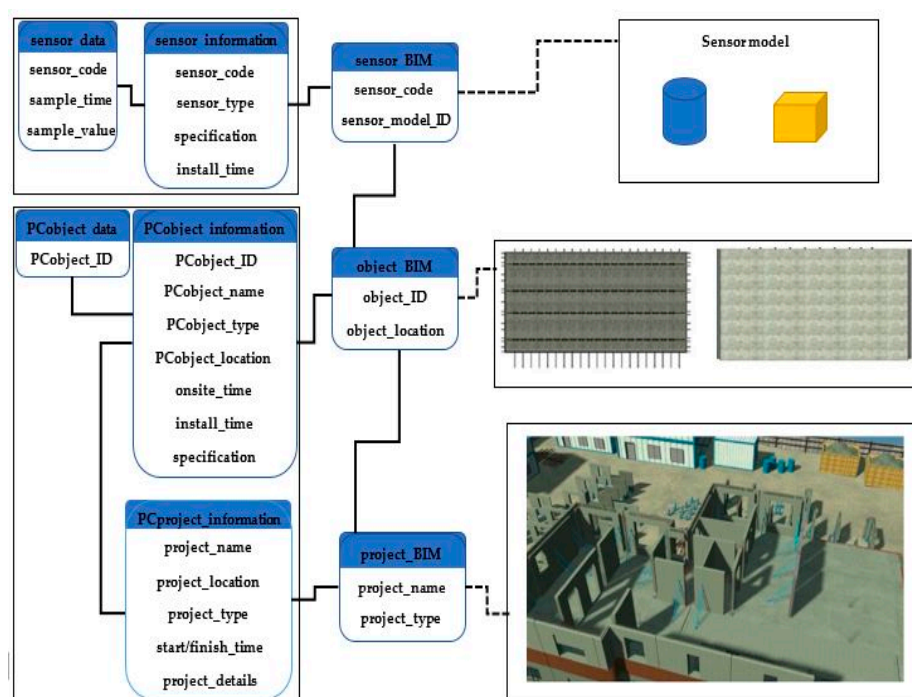 sensor data
sensor_code
sample_time
sample_value
sensor information
sensor_code
sensor_type
specification
install_time
sensor BIM
sensor_code
sensor_model_ID
Sensor model
PCobject data
PCobject_ID
PCobject information
PCobject_ID
PCobject_name
PCobject_type
PCobject_location
onsite_time
install_time
specification
object BIM
object_ID
object_location
PCproject_information
project_name
project_location
project_type
start/finish_time
project_details
project_BIM
project_name
project_type